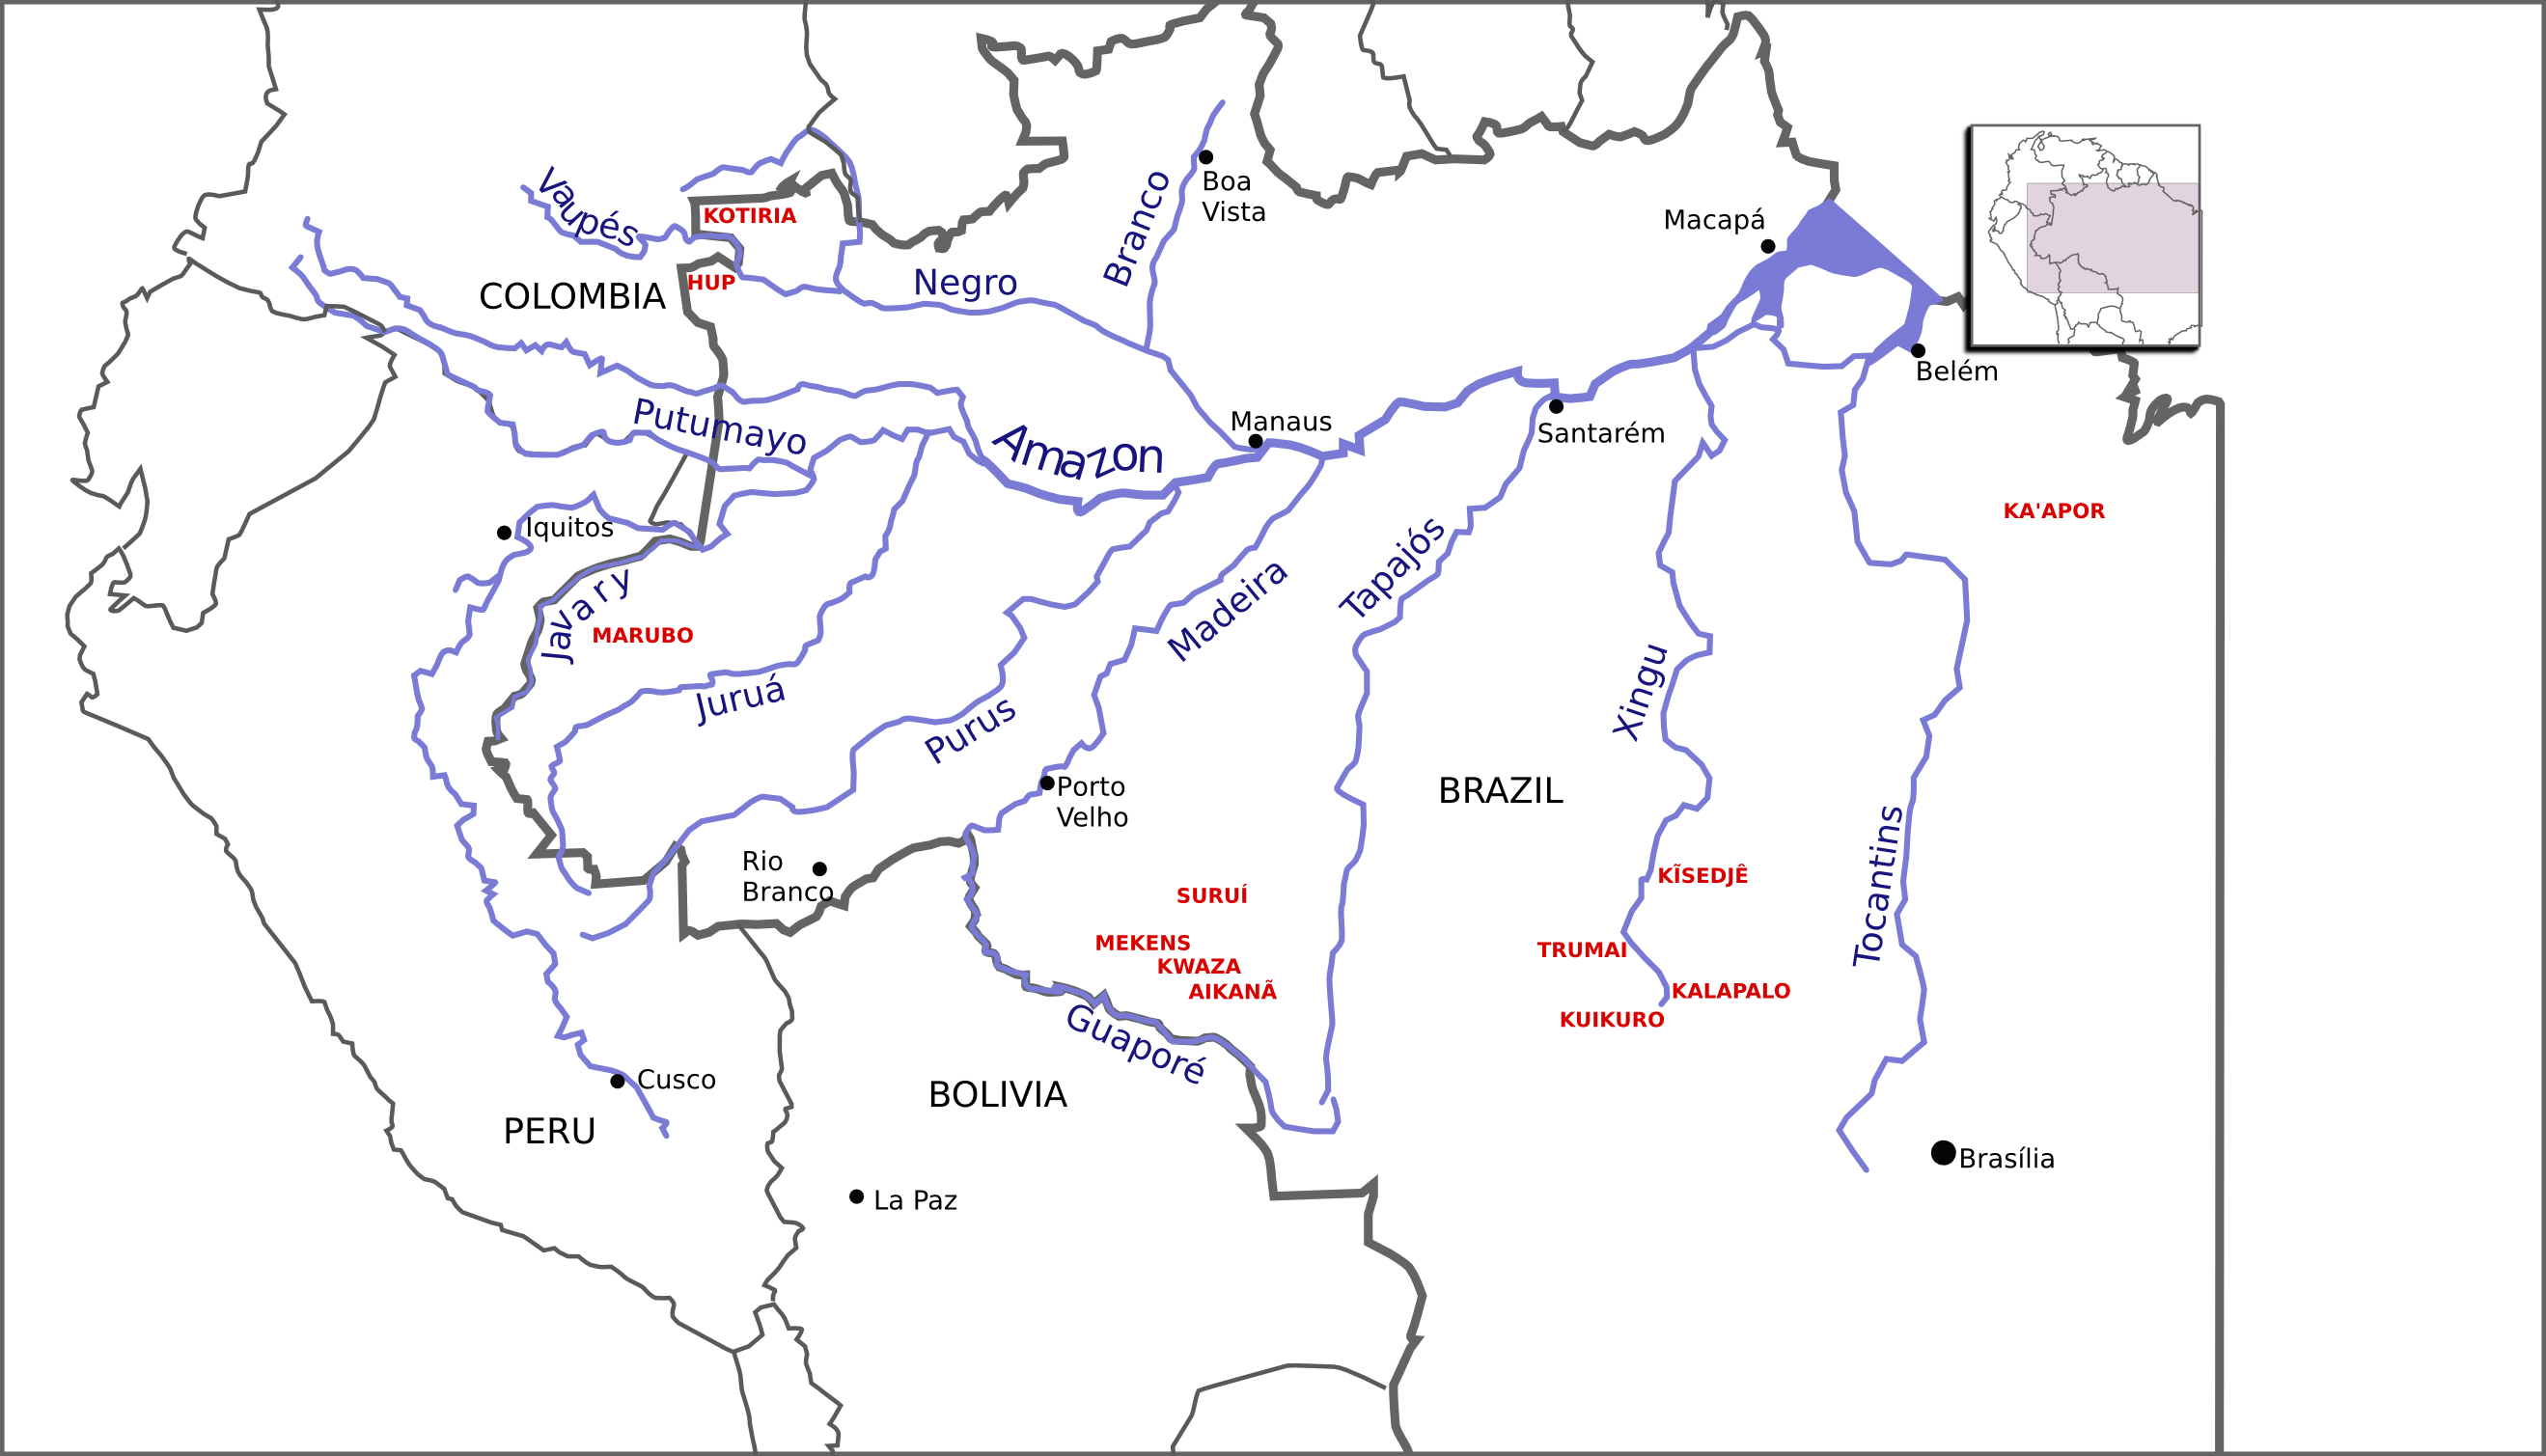 Boa
Vista
Vaupés
KOTIRIA
Macapá
Branco
HUP
Negro
COLOMBIA
Belém
Putumayo
Manaus
Amazon
Santarém
KA'APOR
Iquitos
Javary
MARUBO
Madeira
Tapajós
Juruá
Purus
Xingu
Porto
Velho
BRAZIL
Rio
Branco
SURUÍ
KĨSEDJÊ
Tocantins
MEKENS
KWAZA
AIKANÃ
TRUMAI
KALAPALO
KUIKURO
Guaporé
Cusco
BOLIVIA
PERU
Brasília
La Paz